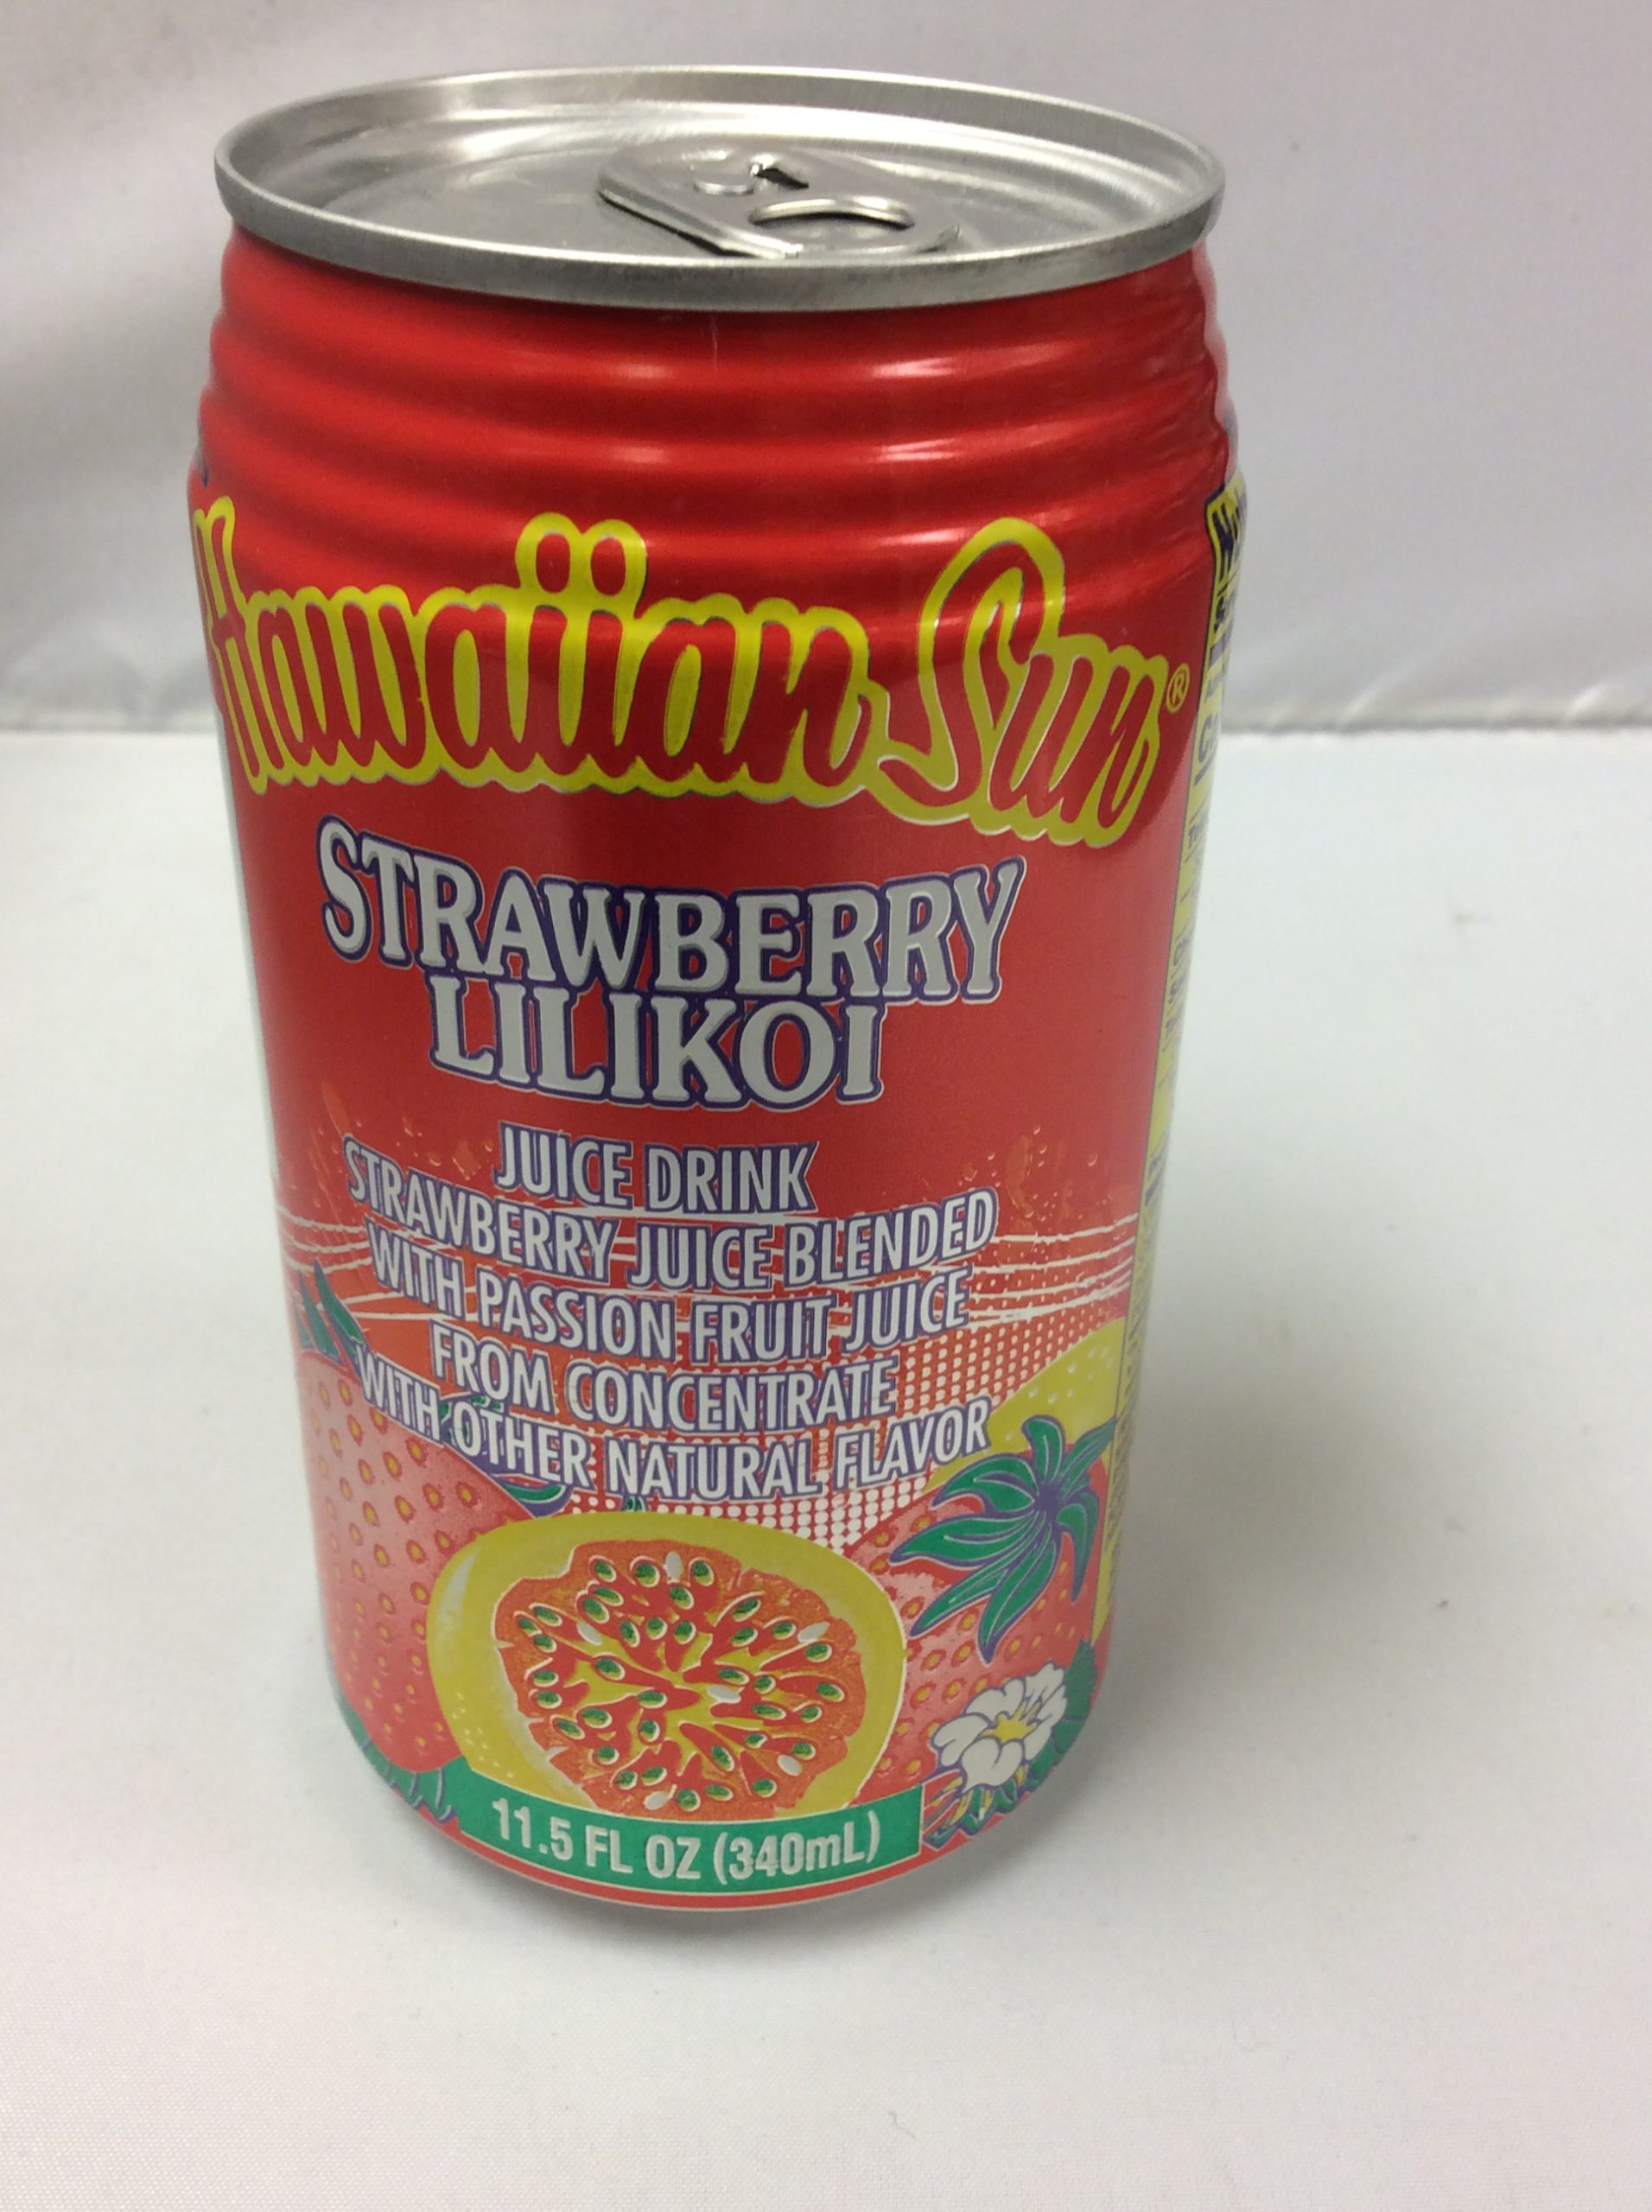 Hawaiian Sun®
STRAWBERRY
LILIKOI
JUICE DRINK
STRAWBERRY JUICE BLENDED
WITH PASSION FRUIT JUICE
FROM CONCENTRATE
WITH OTHER NATURAL FLAVOR
11.5 FL OZ (340mL)